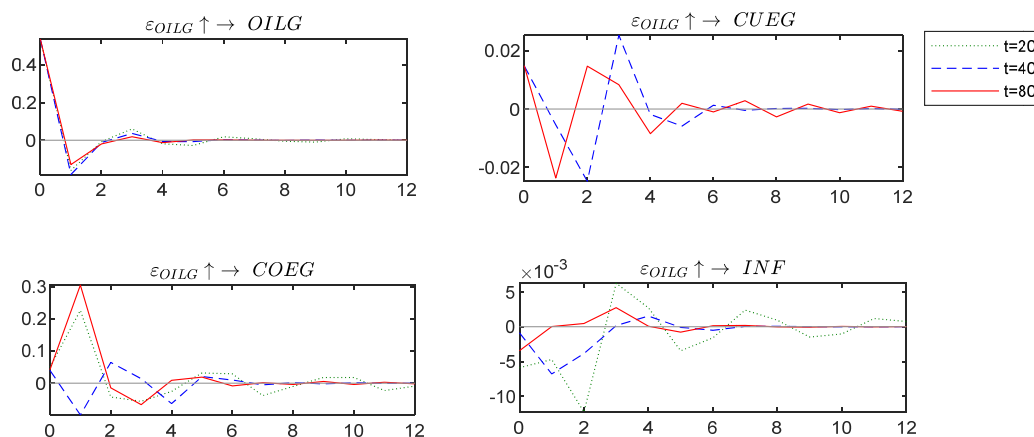 ε_OILG ↑ → OILG
0.4
0.2
0
0 2 4 6 8 10 12
ε_OILG ↑ → CUEG
0.02
0
-0.02
0 2 4 6 8 10 12
t=20
t=40
t=80
ε_OILG ↑ → COEG
0.3
0.2
0.1
0
0 2 4 6 8 10 12
ε_OILG ↑ → INF
×10^-3
5
0
-5
-10
0 2 4 6 8 10 12